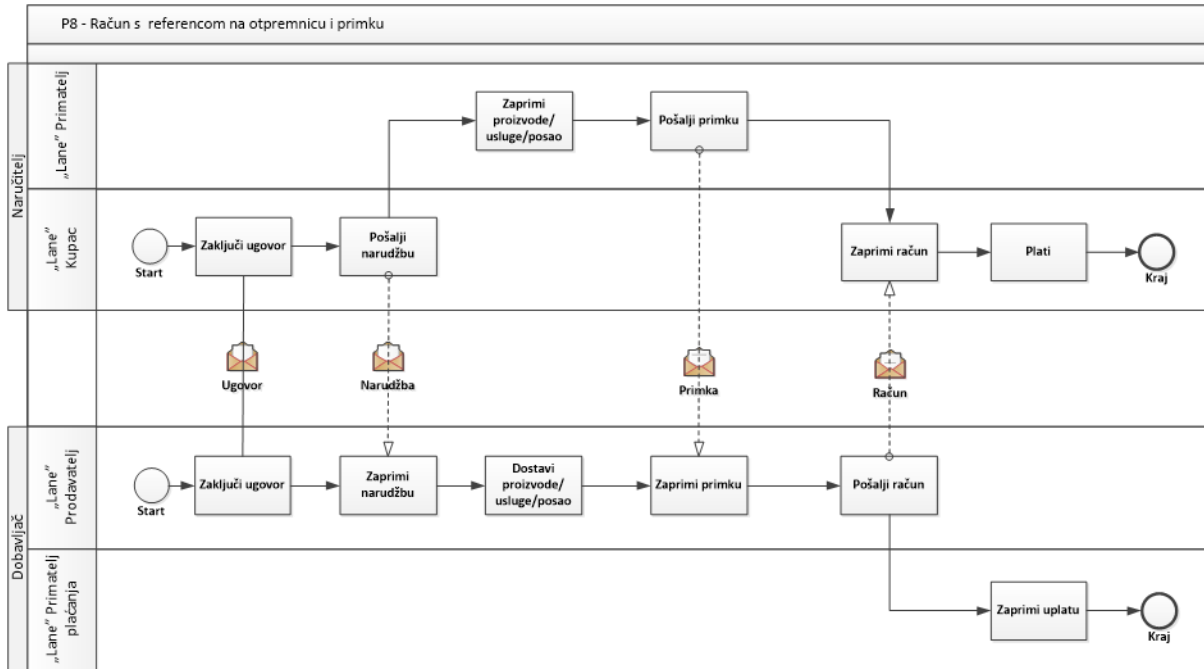 P8 - Račun s  referencom na otpremnicu i primku
Naručitelj
„Lane” Primatelj
Zaprimi
proizvode/
usluge/posao
Pošalji primku
„Lane”
Kupac
Start
Zaključi ugovor
Pošalji
narudžbu
Zaprimi račun
Plati
Kraj
Ugovor
Narudžba
Primka
Račun
Dobavljač
„Lane”
Prodavatelj
Start
Zaključi ugovor
Zaprimi
narudžbu
Dostavi
proizvode/
usluge/posao
Zaprimi primku
Pošalji račun
„Lane” Primatelj
plaćanja
Zaprimi uplatu
Kraj